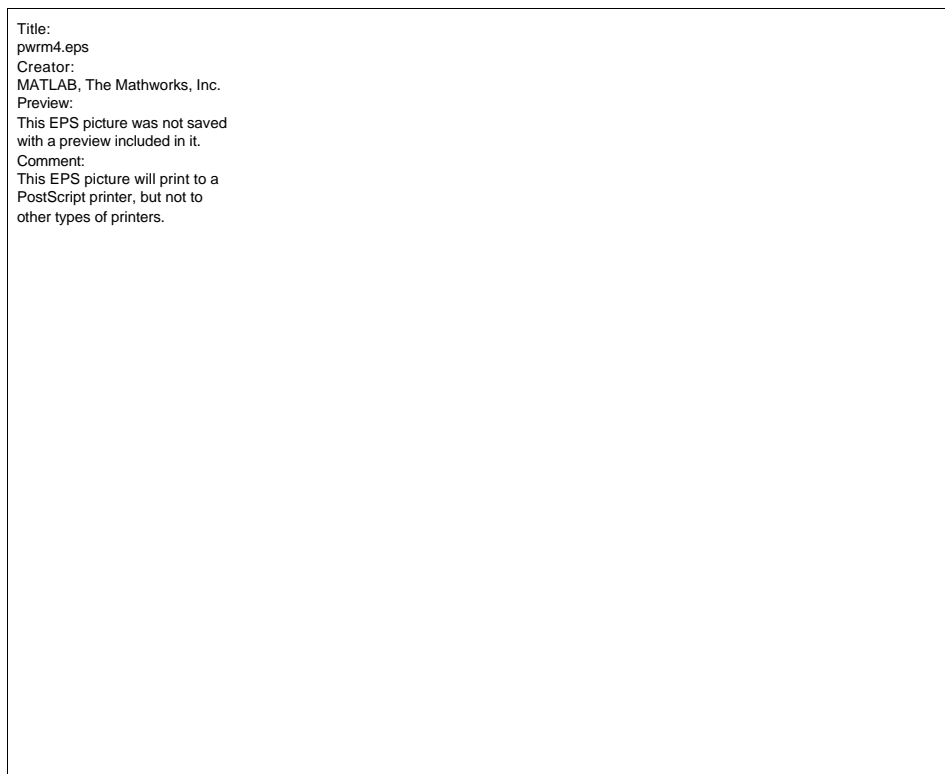 Title:
pwrm4.eps
Creator:
MATLAB, The Mathworks, Inc.
Preview:
This EPS picture was not saved
with a preview included in it.
Comment:
This EPS picture will print to a
PostScript printer, but not to
other types of printers.